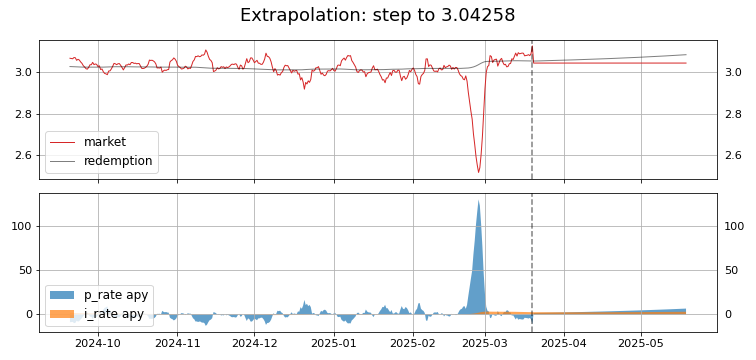 Extrapolation: step to 3.04258
3.0 3.0
2.8 2.8
2.6 2.6
market
redemption
100 100
50 50
0 0
p_rate apy
i_rate apy
2024-10 2024-11 2024-12 2025-01 2025-02 2025-03 2025-04 2025-05